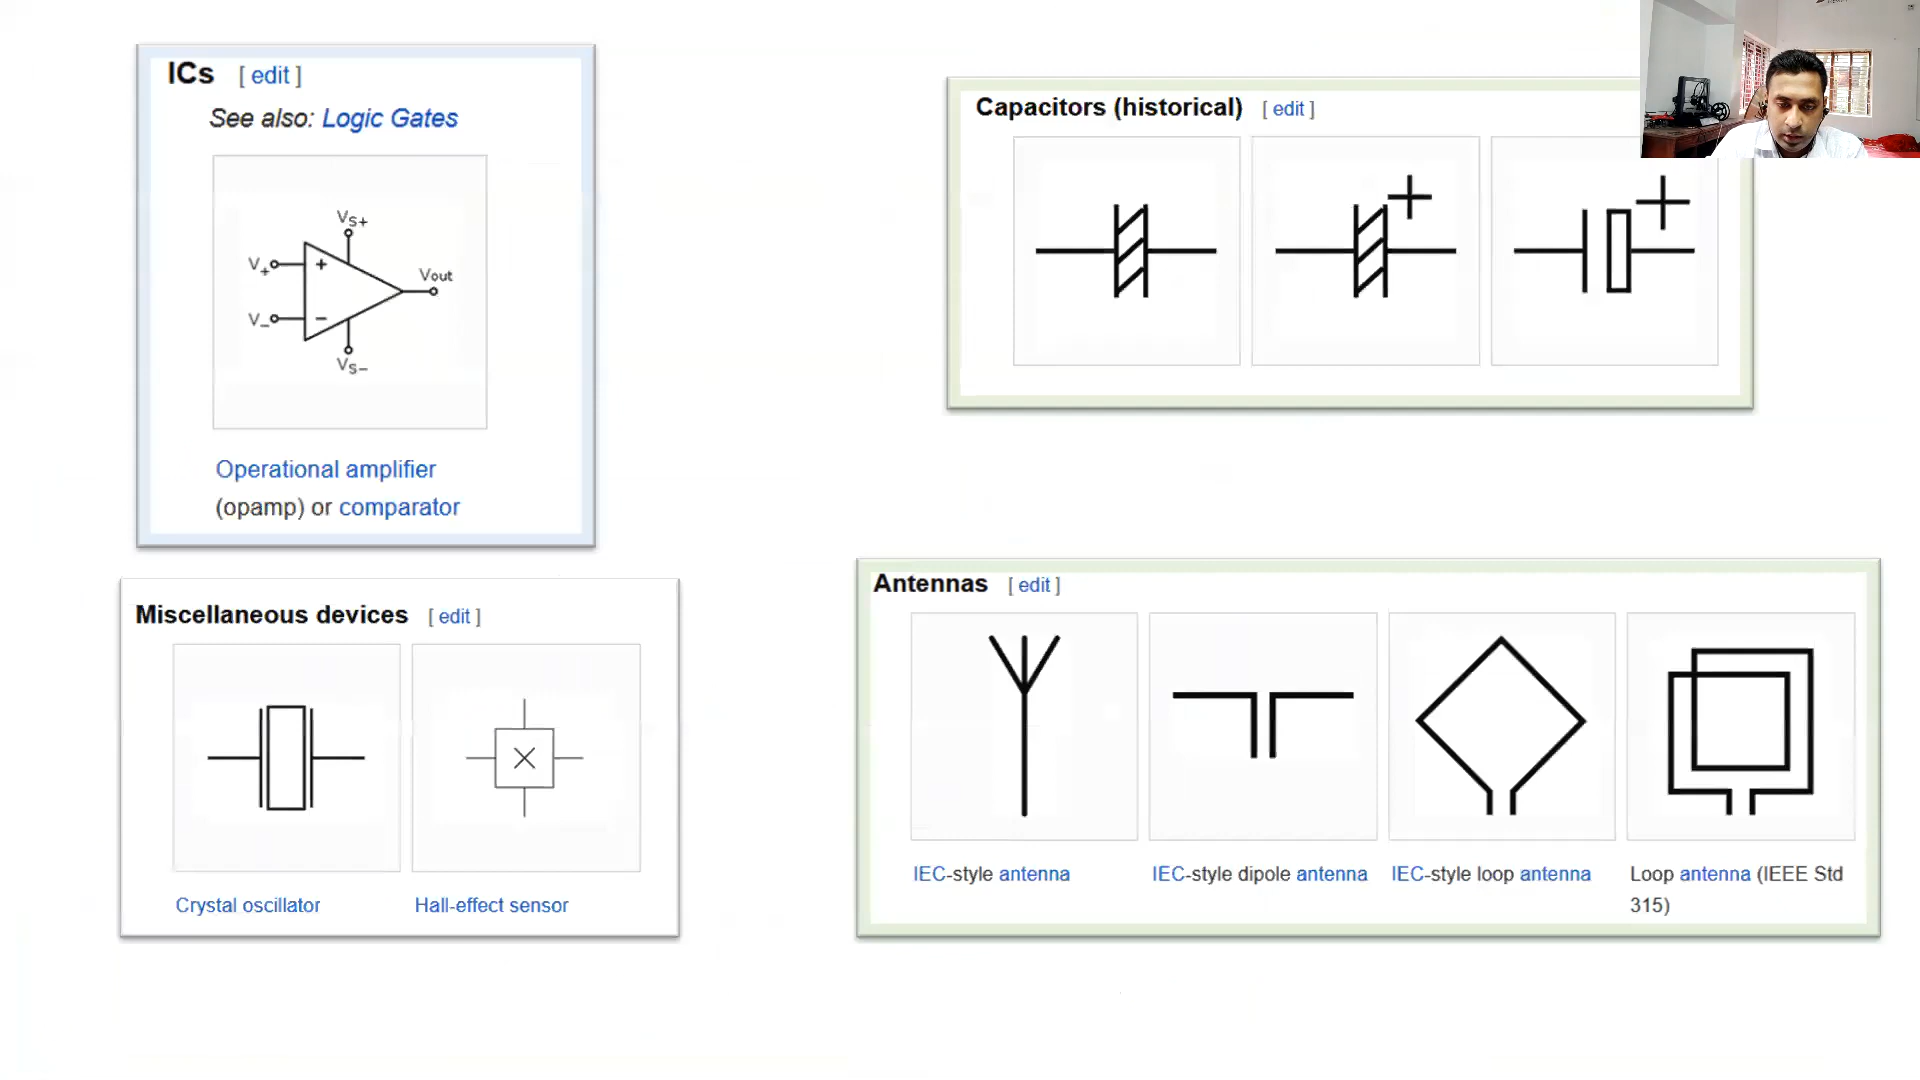 ICs [ edit ]
See also: Logic Gates
VS+
V+
+
Vout
V−
−
VS−
Operational amplifier
(opamp) or comparator
Capacitors (historical) [ edit ]
+
+
Miscellaneous devices [ edit ]
Crystal oscillator
Hall-effect sensor
Antennas [ edit ]
IEC-style antenna
IEC-style dipole antenna
IEC-style loop antenna
Loop antenna (IEEE Std
315)